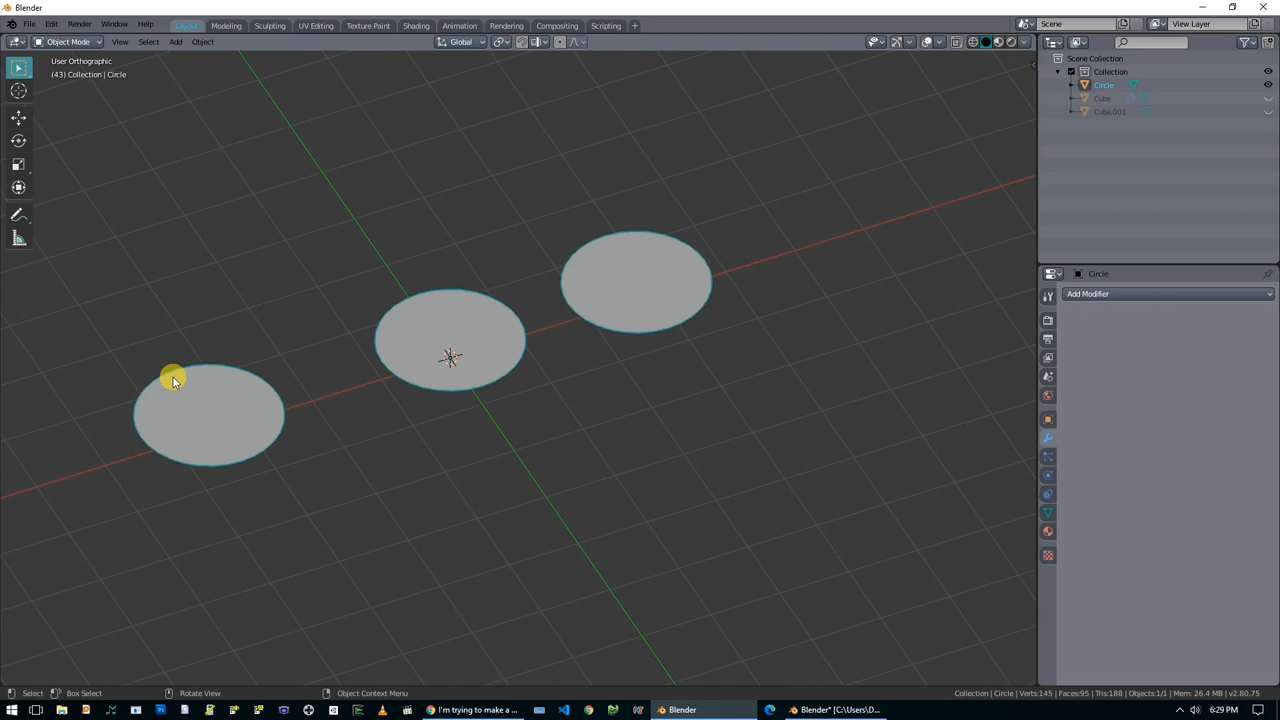 Blender
File Edit Render Window Help Layout Modeling Sculpting UV Editing Texture Paint Shading Animation Rendering Compositing Scripting + Scene View Layer
Object Mode View Select Add Object Global
User Orthographic
(43) Collection | Circle
Scene Collection
Collection
Circle
Cube
Cube.001
Circle
Add Modifier
Select Box Select Rotate View Object Context Menu Collection | Circle | Verts:145 | Faces:95 | Tris:188 | Objects:1/1 | Mem: 26.4 MB | v2.80.75
I'm trying to make a ... Blender Blender* [C:\Users\D... 6:29 PM